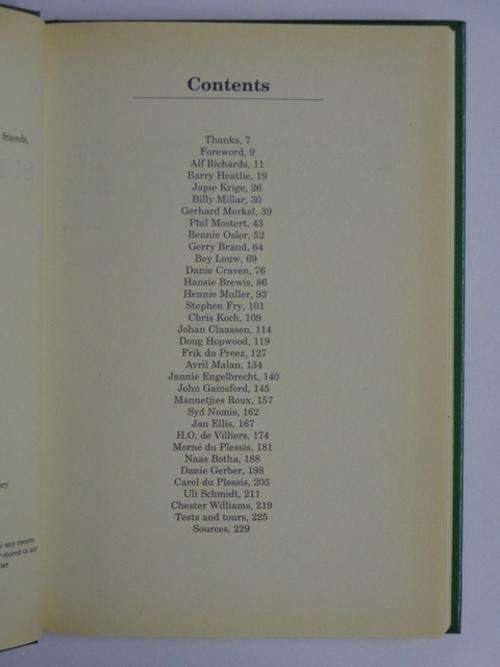 friends,
Contents
Thanks, 7
Foreword, 9
Alf Richards, 11
Barry Heatlie, 19
Japie Krige, 26
Billy Millar, 30
Gerhard Morkel, 39
Phil Mostert, 43
Bennie Osler, 52
Gerry Brand, 64
Boy Louw, 69
Danie Craven, 76
Hansie Brewis, 86
Hennie Muller, 93
Stephen Fry, 101
Chris Koch, 109
Johan Claassen, 114
Doug Hopwood, 119
Frik du Preez, 127
Avril Malan, 134
Jannie Engelbrecht, 140
John Gainsford, 145
Mannetjies Roux, 157
Syd Nomis, 162
Jan Ellis, 167
H.O. de Villiers, 174
Morné du Plessis, 181
Naas Botha, 188
Danie Gerber, 198
Carel du Plessis, 205
Uli Schmidt, 211
Chester Williams, 219
Tests and tours, 225
Sources, 229
any means
stored in any